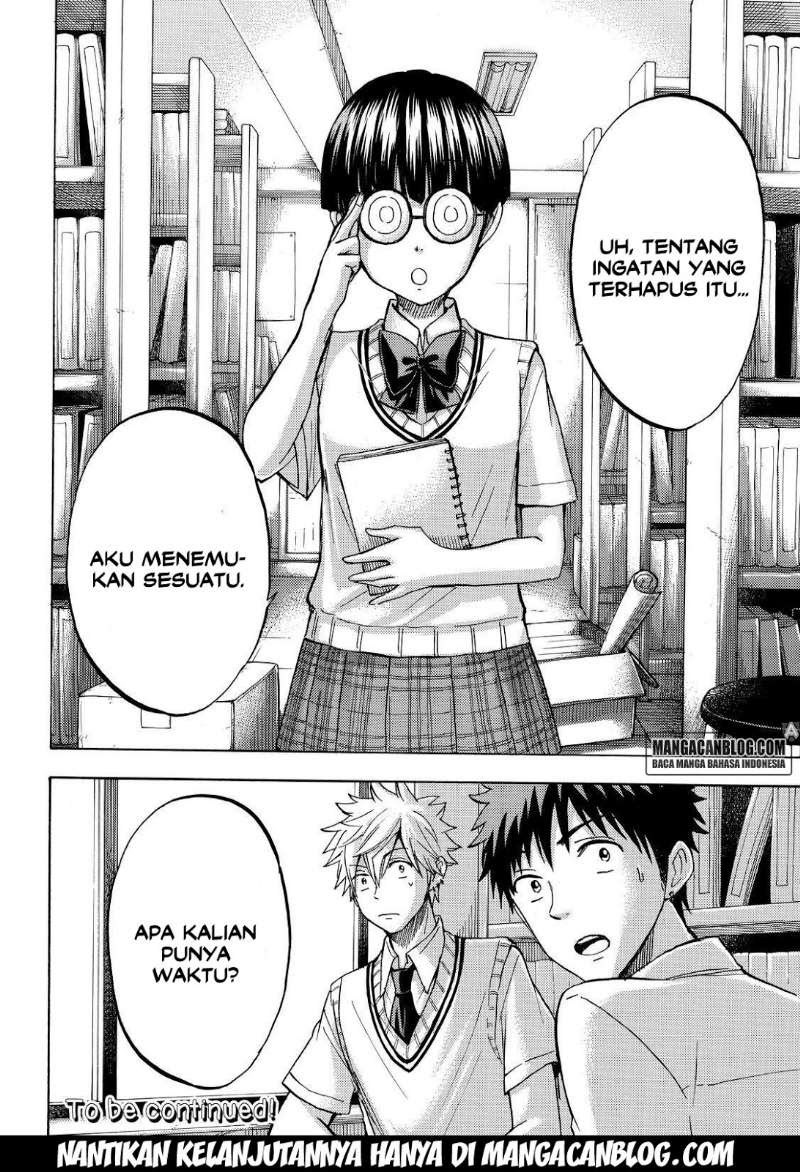 UH, TENTANG
INGATAN YANG
TERHAPUS ITU...
AKU MENEMU-
KAN SESUATU.
MANGACANBLOG.COM
BACA MANGA BAHASA INDONESIA
APA KALIAN
PUNYA
WAKTU?
To be continued!
NANTIKAN KELANJUTANNYA HANYA DI MANGACANBLOG.COM